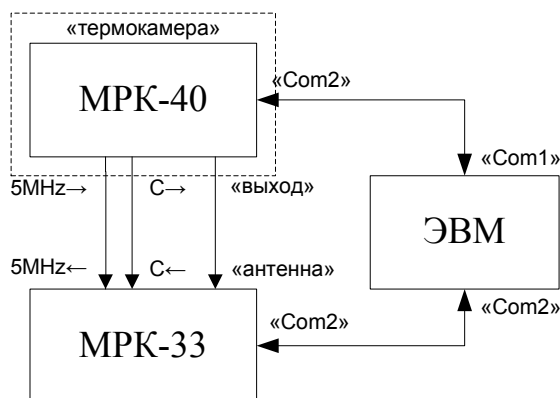 «термокамера»
МРК-40
«Com2»
«Com1»
5MHz→
С→
«выход»
ЭВМ
5MHz←
С←
«антенна»
«Com2»
«Com2»
МРК-33